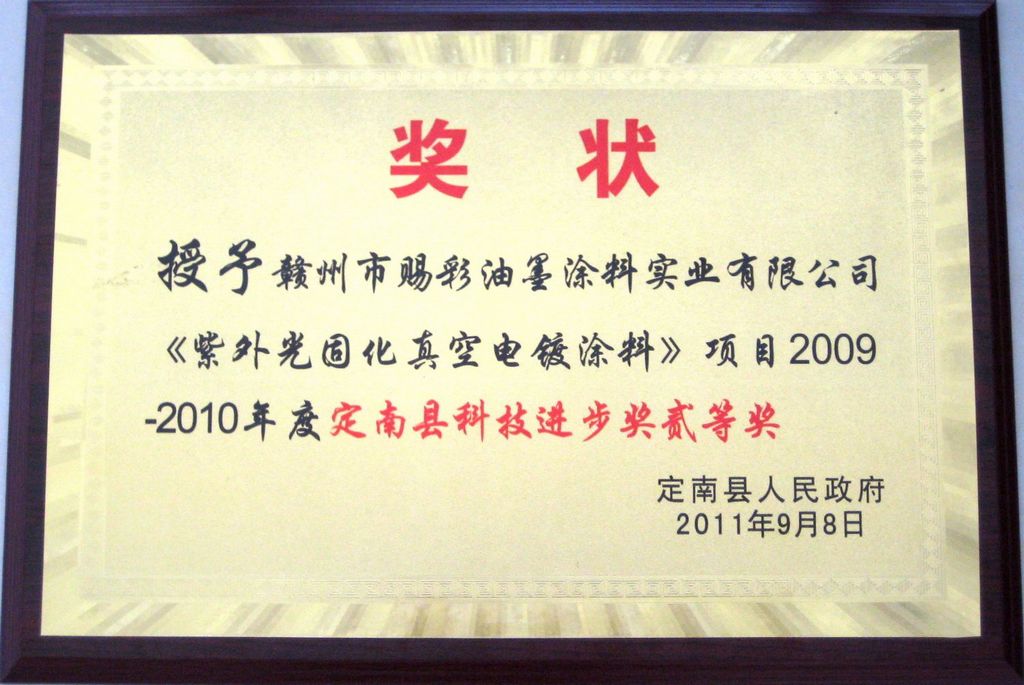 奖 状
授予赣州市赐彩油墨涂料实业有限公司
《紫外光固化真空电镀涂料》项目2009
-2010年度定南县科技进步奖贰等奖
定南县人民政府
2011年9月8日